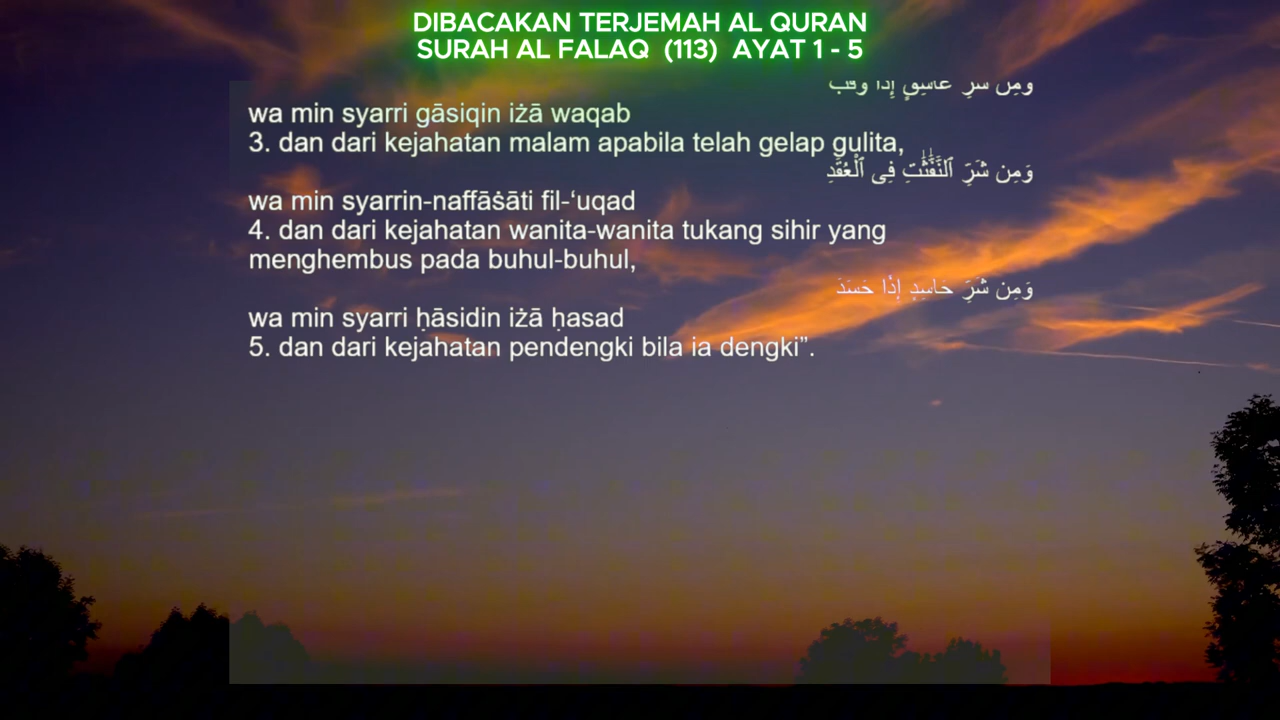 DIBACAKAN TERJEMAH AL QURAN
SURAH AL FALAQ (113) AYAT 1 - 5
وَمِن شَرِّ غَاسِقٍ إِذَا وَقَبَ
wa min syarri gāsiqin iżā waqab
3. dan dari kejahatan malam apabila telah gelap gulita,
وَمِن شَرِّ ٱلنَّفَّٰثَٰتِ فِى ٱلْعُقَدِ
wa min syarrin-naffāṡāti fil-‘uqad
4. dan dari kejahatan wanita-wanita tukang sihir yang
menghembus pada buhul-buhul,
وَمِن شَرِّ حَاسِدٍ إِذَا حَسَدَ
wa min syarri ḥāsidin iżā ḥasad
5. dan dari kejahatan pendengki bila ia dengki”.